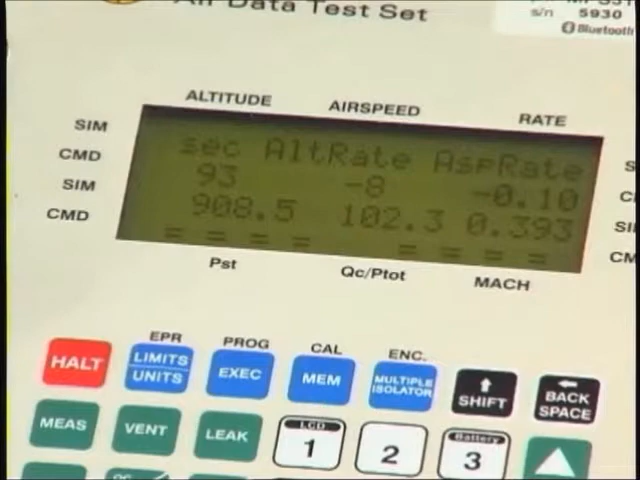 Air Data Test Set
s/n 5930
Bluetooth
ALTITUDE AIRSPEED RATE
SIM
CMD
SIM
CMD
sec AltRate AspRate
93 -8 -0.10
908.5 102.3 0.393
= = = = = = = =
Pst Qc/Ptot MACH
EPR PROG CAL ENC.
HALT LIMITS UNITS EXEC MEM MULTIPLE ISOLATOR SHIFT BACK SPACE
MEAS VENT LEAK LCD 1 2 Battery 3